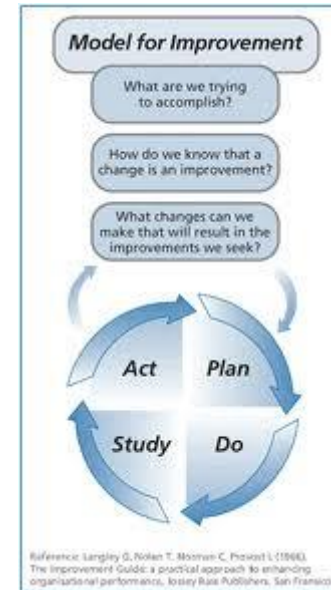 Model for Improvement
What are we trying
to accomplish?
How do we know that a
change is an improvement?
What changes can we
make that will result in the
improvements we seek?
Act
Plan
Study
Do
Reference: Langley G, Nolen T, Norman C, Provost L (1966),
The Improvement Guide: a practical approach to enhancing
organisational performance, Jossey Bass Publishers, San Francisco